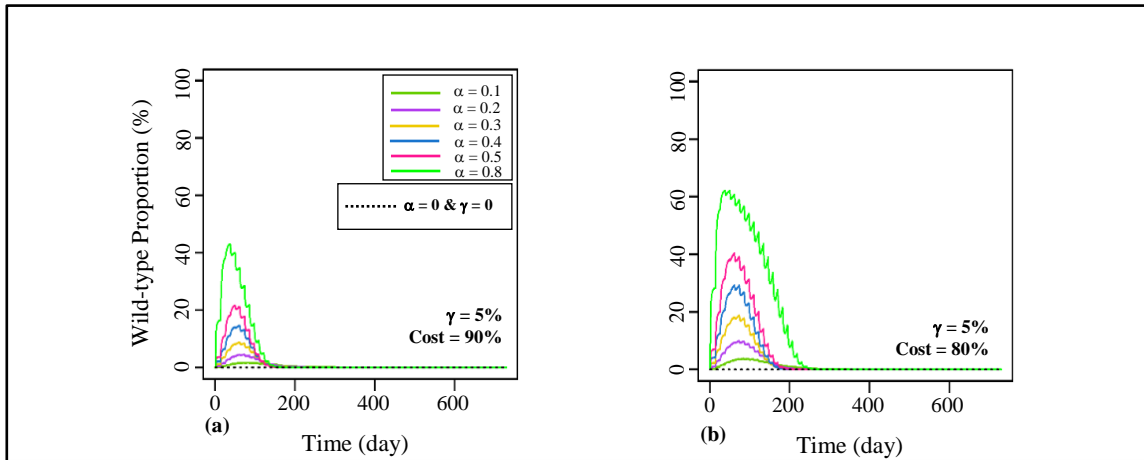 Wild-type Proportion (%)
100
80
60
40
20
0
α = 0.1
α = 0.2
α = 0.3
α = 0.4
α = 0.5
α = 0.8
α = 0 & γ = 0
γ = 5%
Cost = 90%
0 200 400 600
(a)
Time (day)
100
80
60
40
20
0
γ = 5%
Cost = 80%
0 200 400 600
(b)
Time (day)